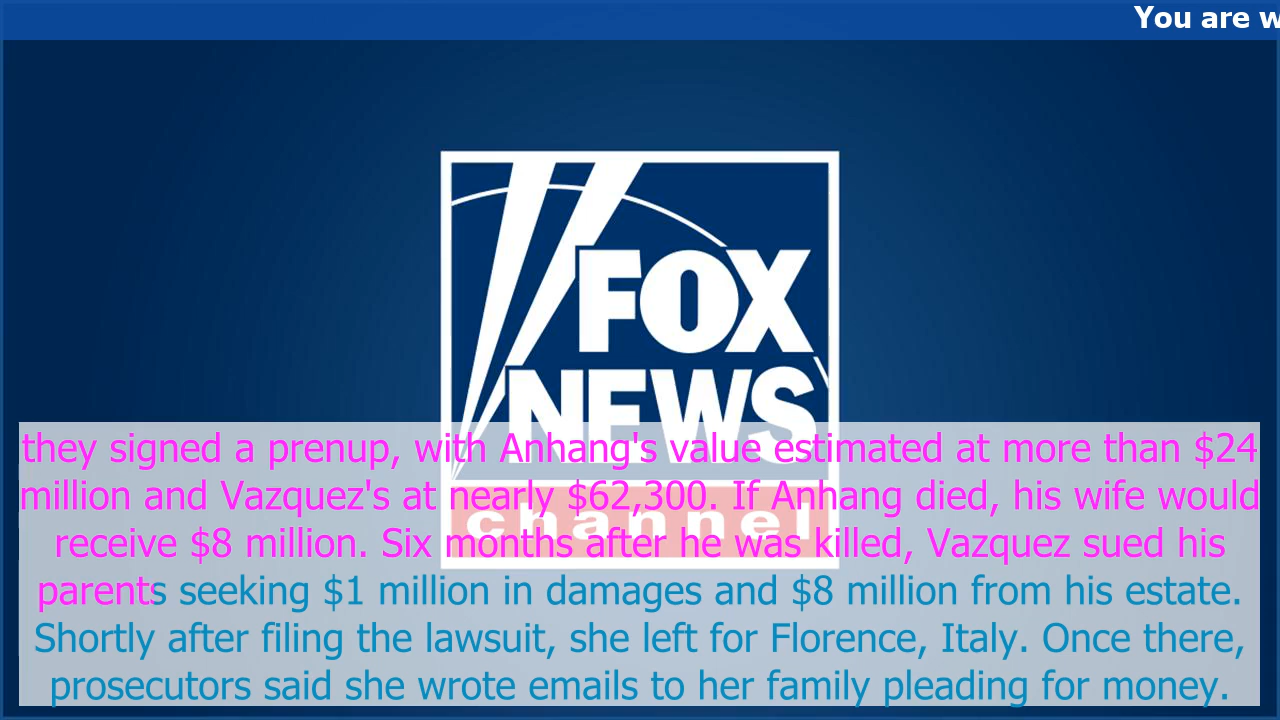 You are w
FOX
NEWS
channel
they signed a prenup, with Anhang's value estimated at more than $24
million and Vazquez's at nearly $62,300. If Anhang died, his wife would
receive $8 million. Six months after he was killed, Vazquez sued his
parents seeking $1 million in damages and $8 million from his estate.
Shortly after filing the lawsuit, she left for Florence, Italy. Once there,
prosecutors said she wrote emails to her family pleading for money.